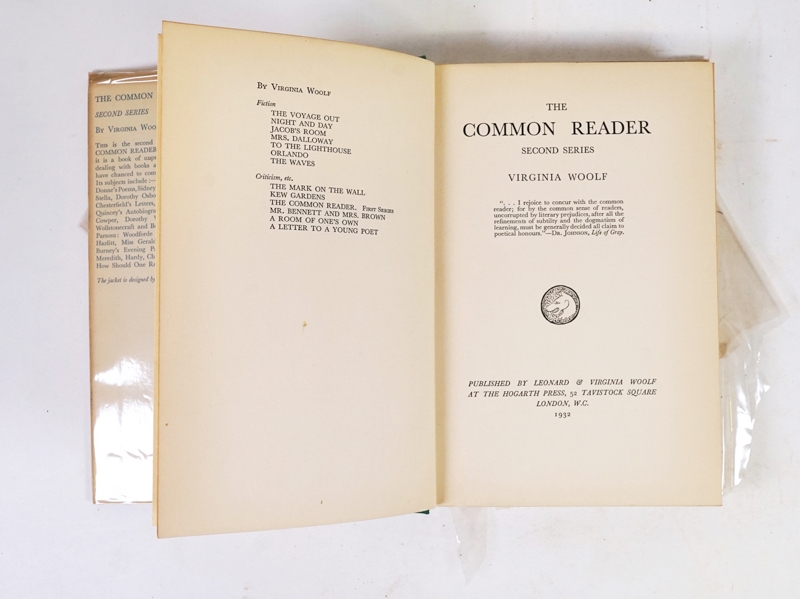 THE COMMON
SECOND SERIES
By Virginia Woo
This is the second
COMMON READER
it is a book of
dealing with books
have chanced to com
Its subjects include :—
Donne's Poems, Sidney
Stella, Dorothy Osbo
Chesterfield's Letters,
Quincey's Autobiogra
Cowper, Dorothy
Wollstonecraft and
Parsons: Woodforde
Hazlitt, Miss Geral
Burney's Evening P
Meredith, Hardy, Ch
How Should One R
The jacket is designed by
By Virginia Woolf
Fiction
THE VOYAGE OUT
NIGHT AND DAY
JACOB'S ROOM
MRS. DALLOWAY
TO THE LIGHTHOUSE
ORLANDO
THE WAVES
Criticism, etc.
THE MARK ON THE WALL
KEW GARDENS
THE COMMON READER. First Series
MR. BENNETT AND MRS. BROWN
A ROOM OF ONE'S OWN
A LETTER TO A YOUNG POET
THE
COMMON READER
SECOND SERIES
VIRGINIA WOOLF
". . . I rejoice to concur with the common
reader; for by the common sense of readers,
uncorrupted by literary prejudices, after all the
refinements of subtilty and the dogmatism of
learning, must be generally decided all claim to
poetical honours."—Dr. Johnson, Life of Gray.
PUBLISHED BY LEONARD & VIRGINIA WOOLF
AT THE HOGARTH PRESS, 52 TAVISTOCK SQUARE
LONDON, W.C.
1932